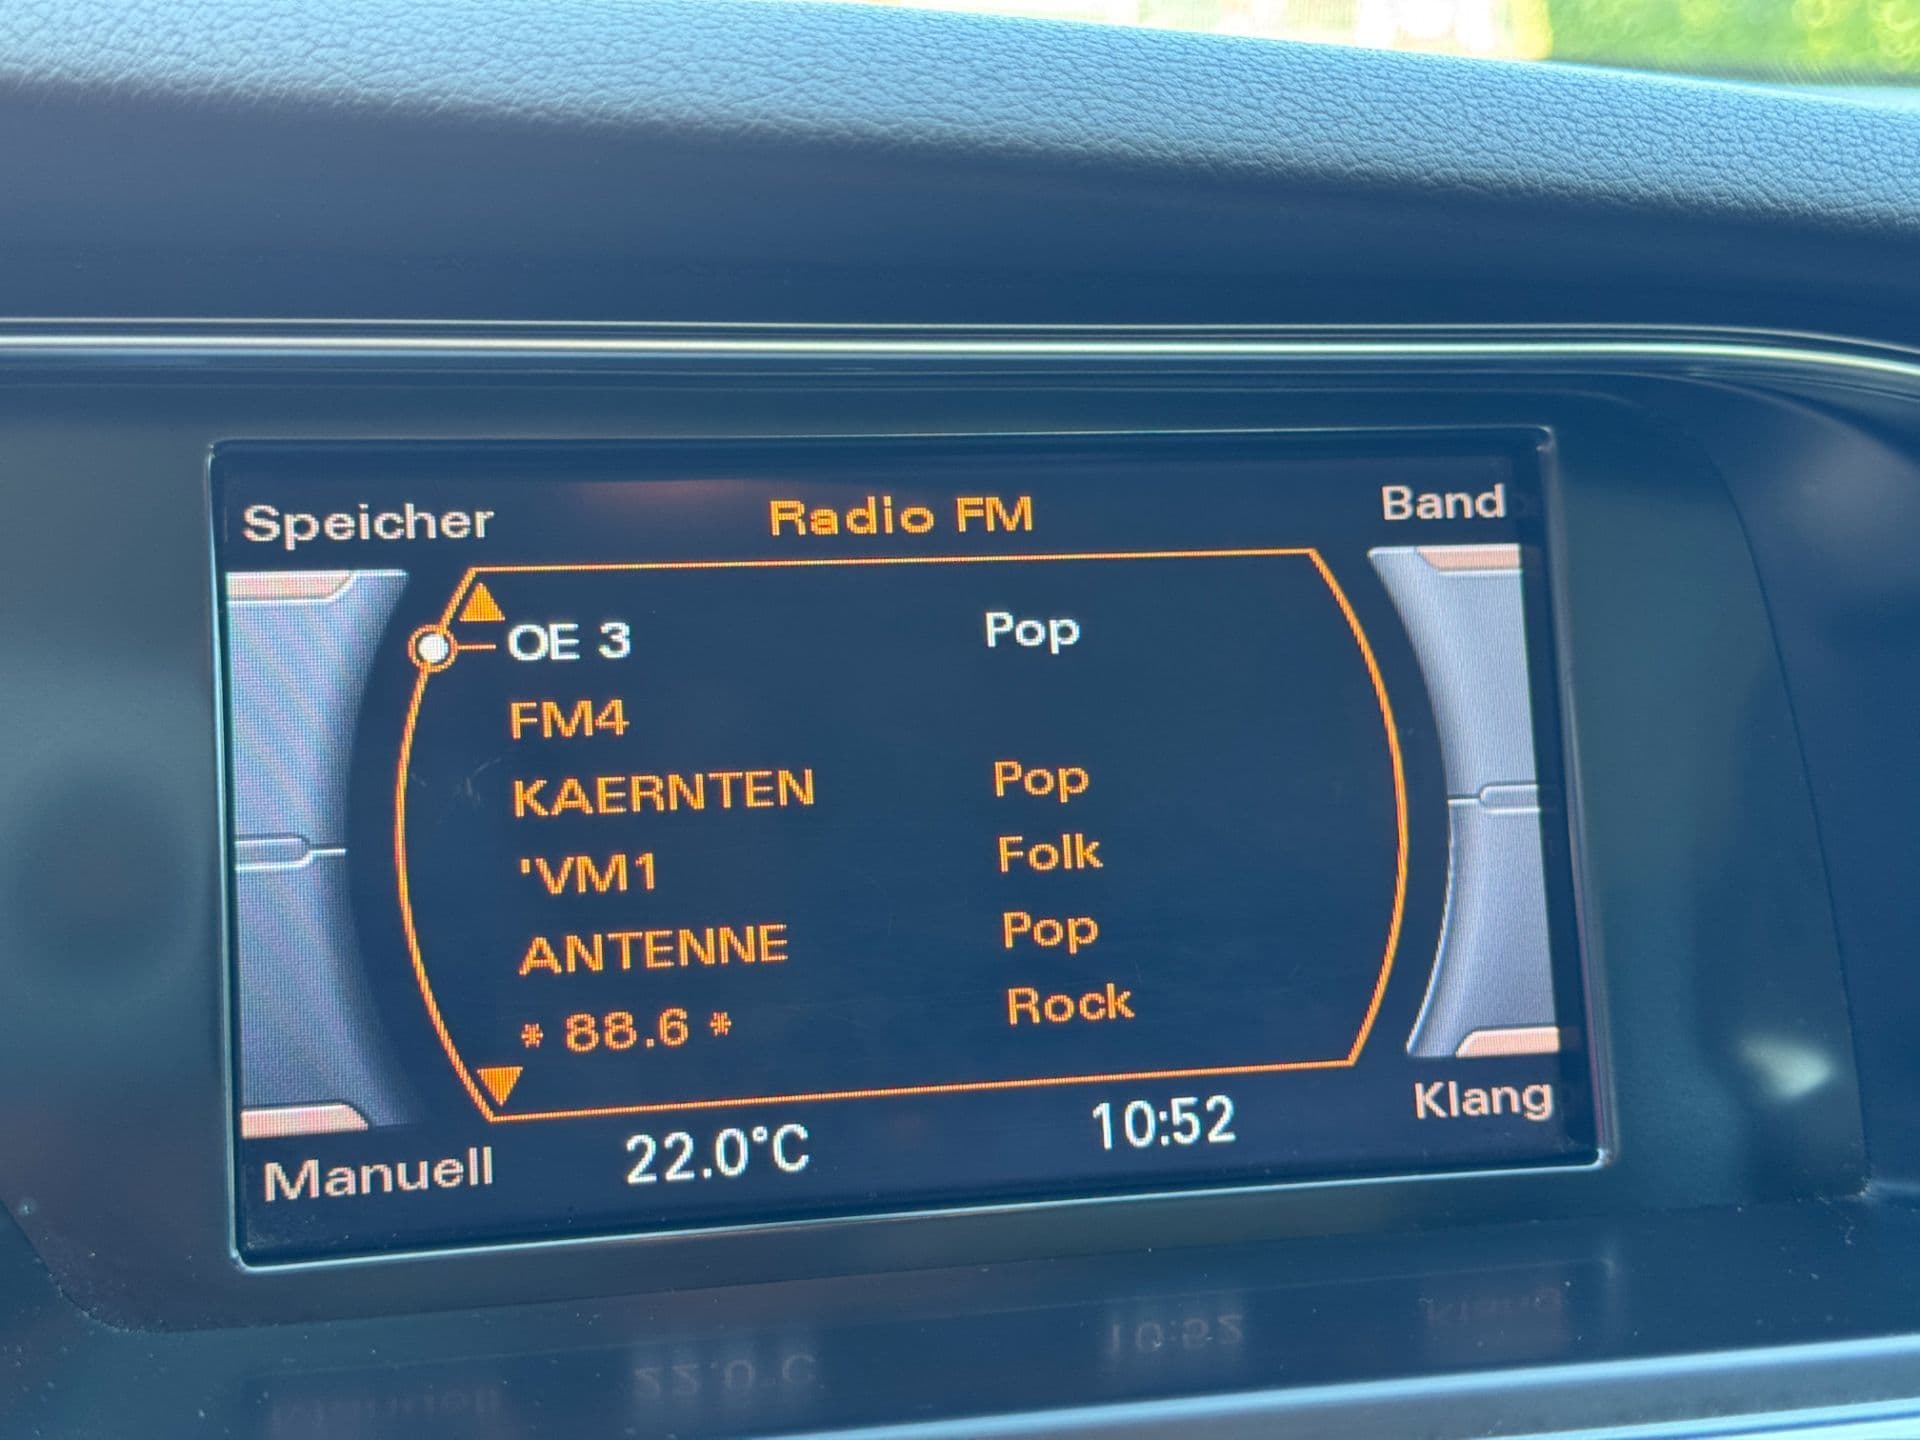 Speicher Radio FM Band
OE 3 Pop
FM4
KAERNTEN Pop
'VM1 Folk
ANTENNE Pop
* 88.6 * Rock
Manuell 22.0°C 10:52 Klang